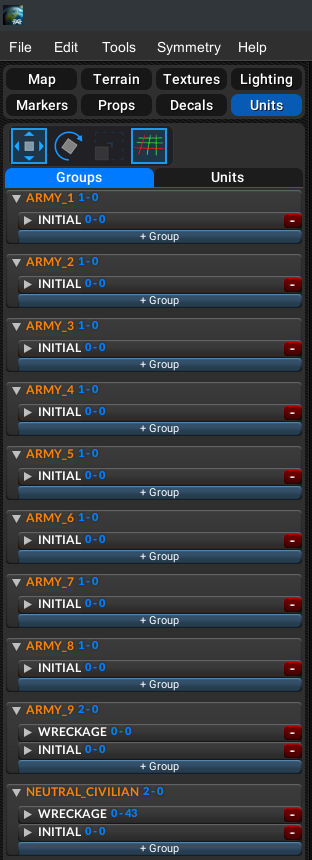 File Edit Tools Symmetry Help
Map Terrain Textures Lighting
Markers Props Decals Units
Groups Units
ARMY_1 1-0
INITIAL 0-0 -
+ Group
ARMY_2 1-0
INITIAL 0-0 -
+ Group
ARMY_3 1-0
INITIAL 0-0 -
+ Group
ARMY_4 1-0
INITIAL 0-0 -
+ Group
ARMY_5 1-0
INITIAL 0-0 -
+ Group
ARMY_6 1-0
INITIAL 0-0 -
+ Group
ARMY_7 1-0
INITIAL 0-0 -
+ Group
ARMY_8 1-0
INITIAL 0-0 -
+ Group
ARMY_9 2-0
WRECKAGE 0-0 -
INITIAL 0-0 -
+ Group
NEUTRAL_CIVILIAN 2-0
WRECKAGE 0-43 -
INITIAL 0-0 -
+ Group